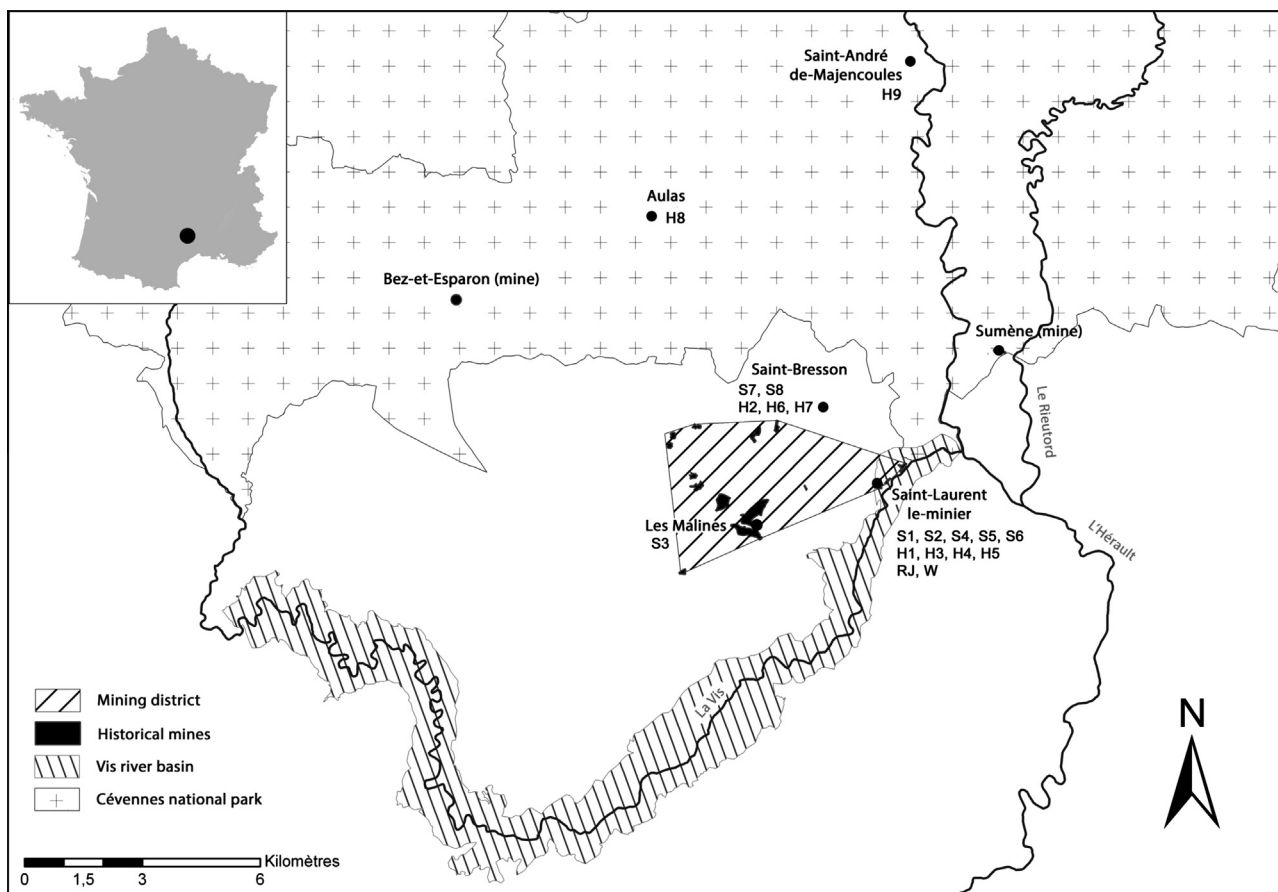 Saint-André
de-Majencoules
H9
Aulas
H8
Bez-et-Esparon (mine)
Sumène (mine)
Saint-Bresson
S7, S8
H2, H6, H7
Le Rieutord
Saint-Laurent
le-minier
S1, S2, S4, S5, S6
H1, H3, H4, H5
RJ, W
Les Malines
S3
L'Hérault
La Vis
Mining district
Historical mines
Vis river basin
Cévennes national park
Kilomètres
0 1,5 3 6
N